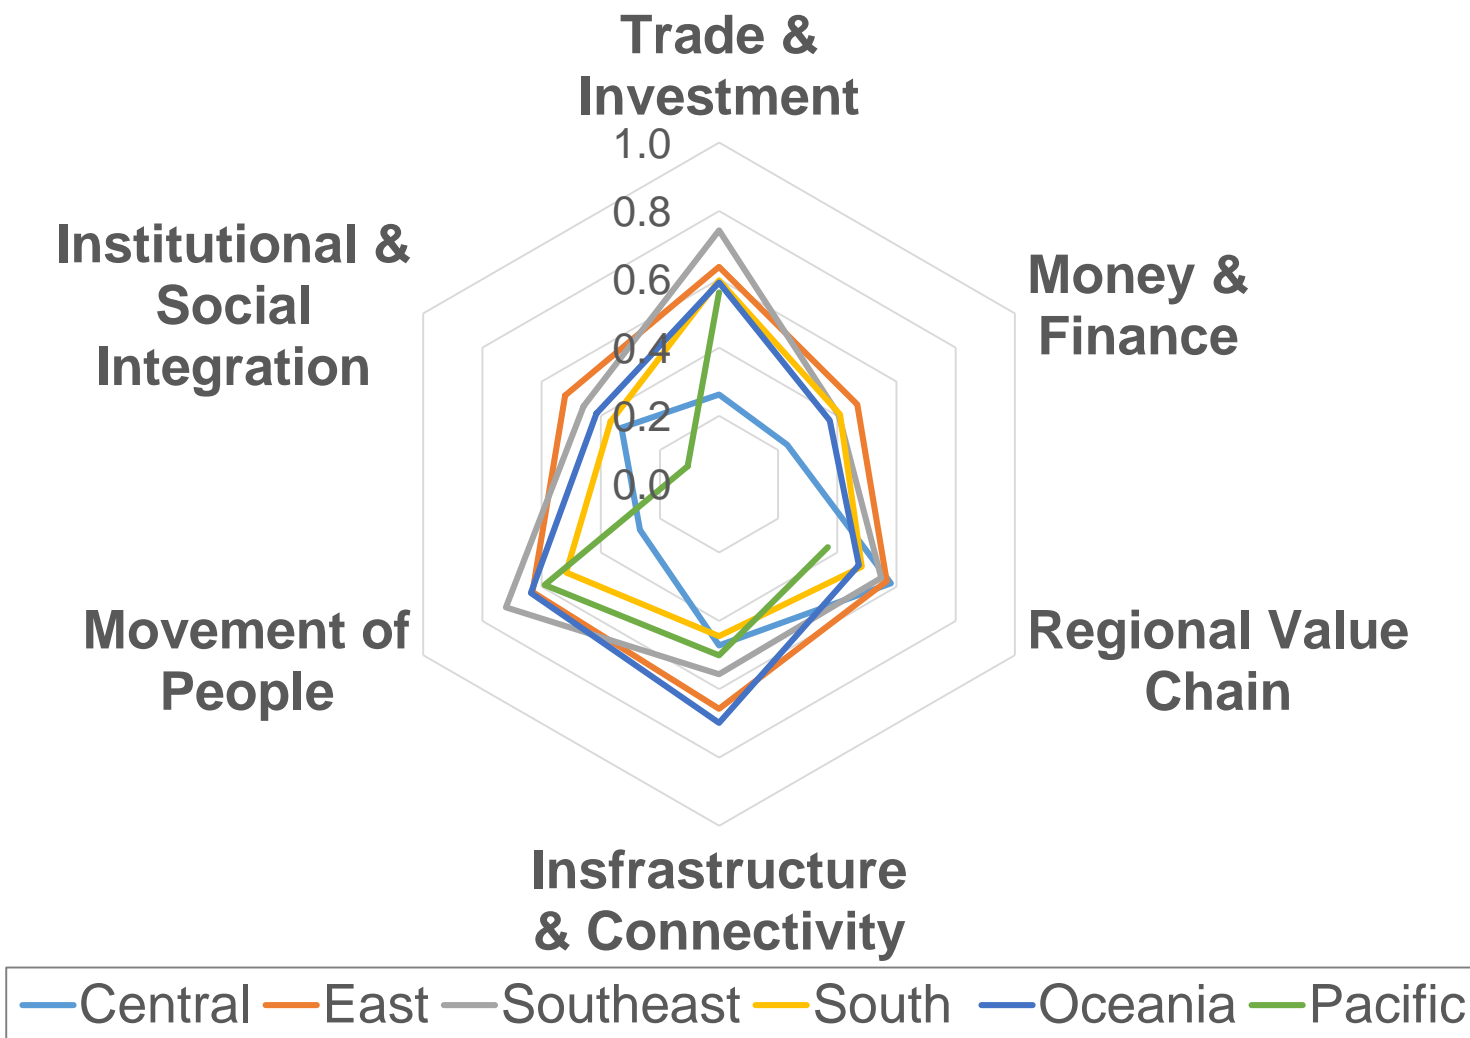 Trade &
Investment
1.0
0.8
0.6
0.4
0.2
0.0
Institutional &
Social
Integration
Money &
Finance
Movement of
People
Regional Value
Chain
Insfrastructure
& Connectivity
Central East Southeast South Oceania Pacific